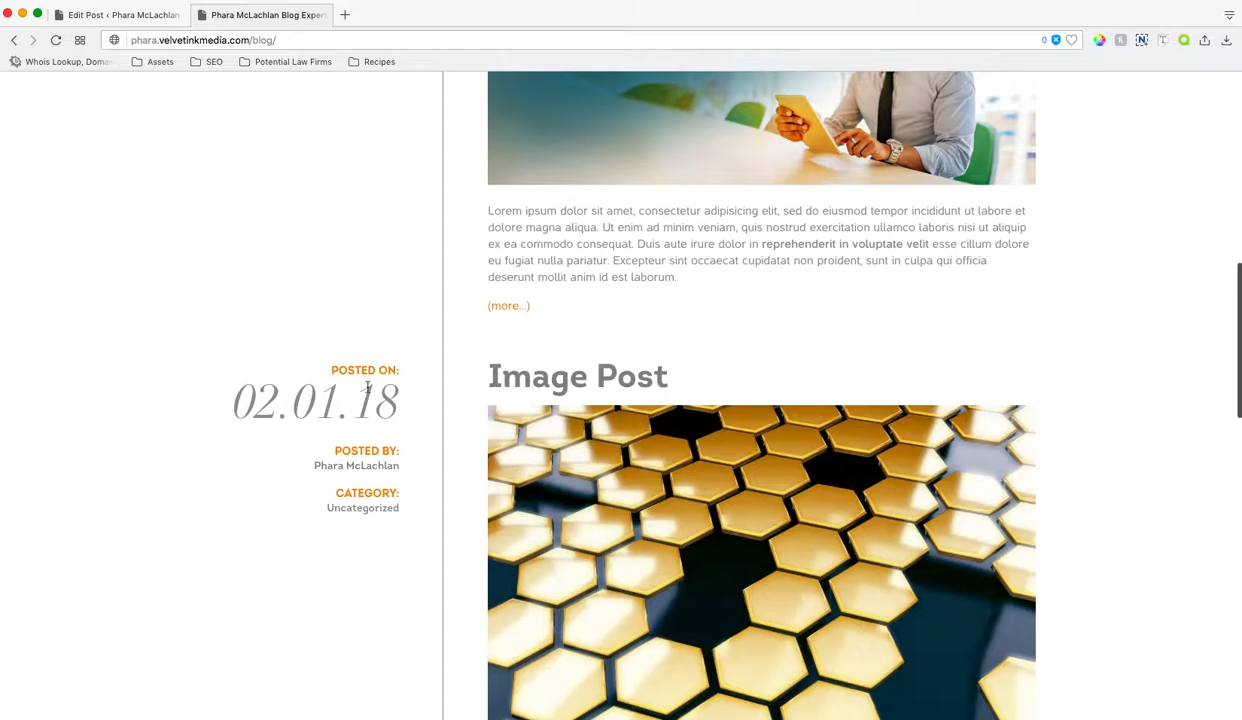 Edit Post ‹ Phara McLachlan
Phara McLachlan Blog Exper
phara.velvetinkmedia.com/blog/
0
Whois Lookup, Doma
Assets
SEO
Potential Law Firms
Recipes
Lorem ipsum dolor sit amet, consectetur adipisicing elit, sed do eiusmod tempor incididunt ut labore et
dolore magna aliqua. Ut enim ad minim veniam, quis nostrud exercitation ullamco laboris nisi ut aliquip
ex ea commodo consequat. Duis aute irure dolor in reprehenderit in voluptate velit esse cillum dolore
eu fugiat nulla pariatur. Excepteur sint occaecat cupidatat non proident, sunt in culpa qui officia
deserunt mollit anim id est laborum.
(more...)
POSTED ON:
02.01.18
POSTED BY:
Phara McLachlan
CATEGORY:
Uncategorized
Image Post